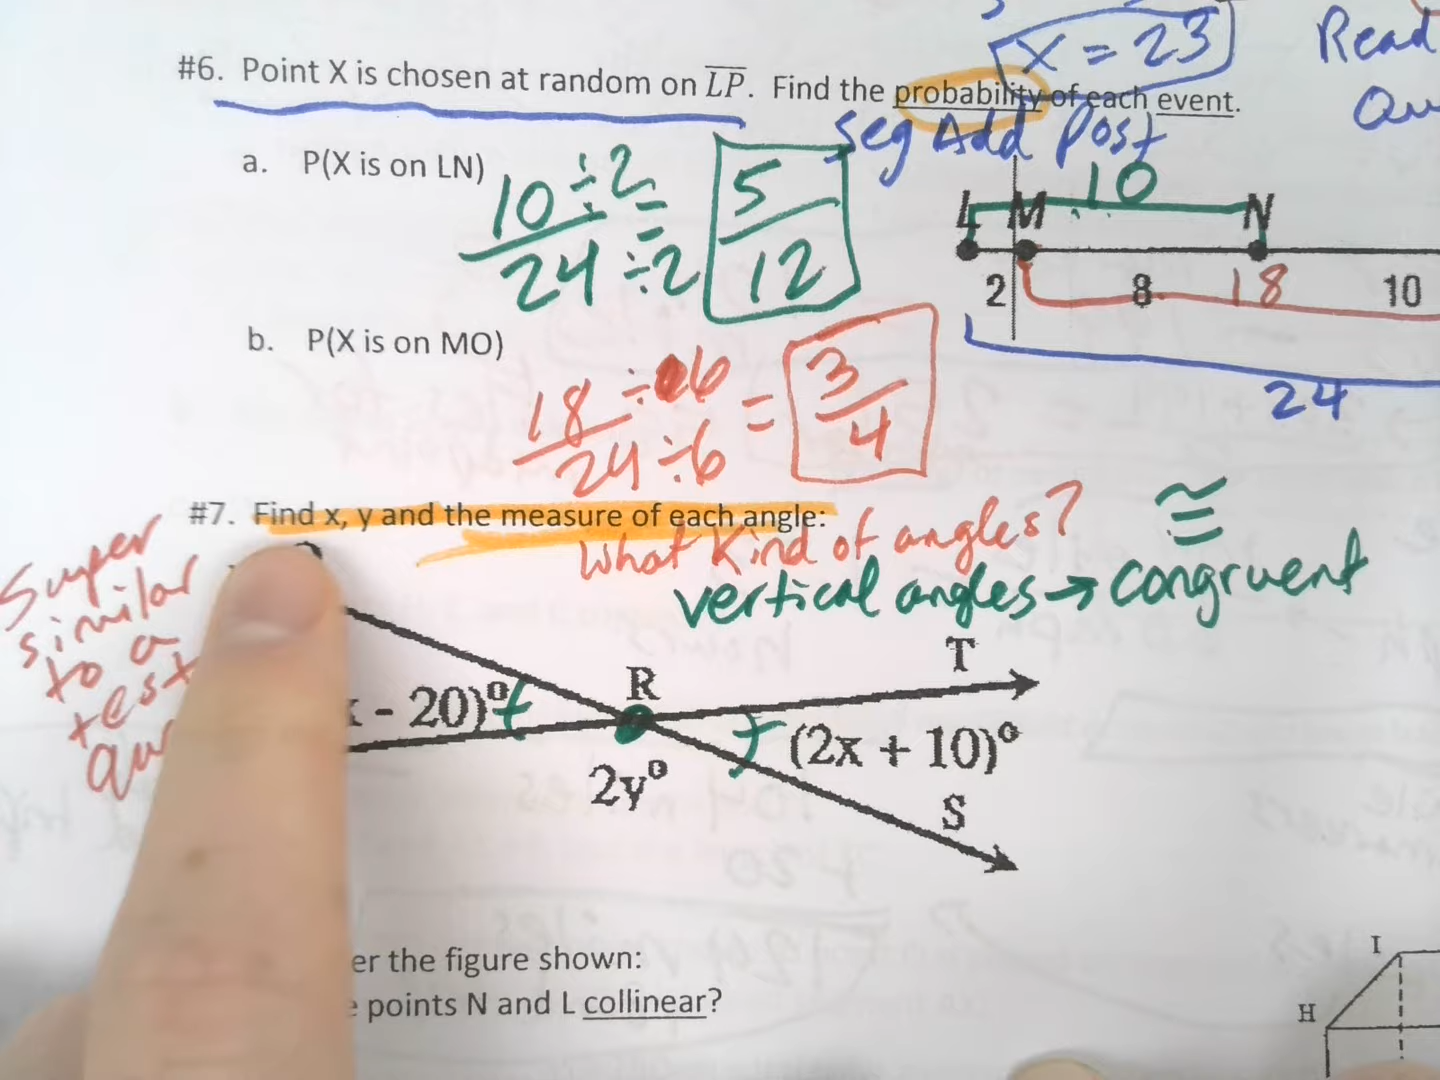 x = 23
Read
#6. Point X is chosen at random on LP. Find the probability of each event.
Seg Add Post
a. P(X is on LN)
10 ÷2 = 5
24 ÷2 12
10
L M N
2 8 18 10
24
b. P(X is on MO)
18 ÷6 = 3
24 ÷6 4
#7. Find x, y and the measure of each angle:
What kind of angles?
≅
vertical angles → congruent
Super
similar
to a
test
R
T
- 20)°
(2x + 10)°
2y°
S
er the figure shown:
points N and L collinear?
I
H